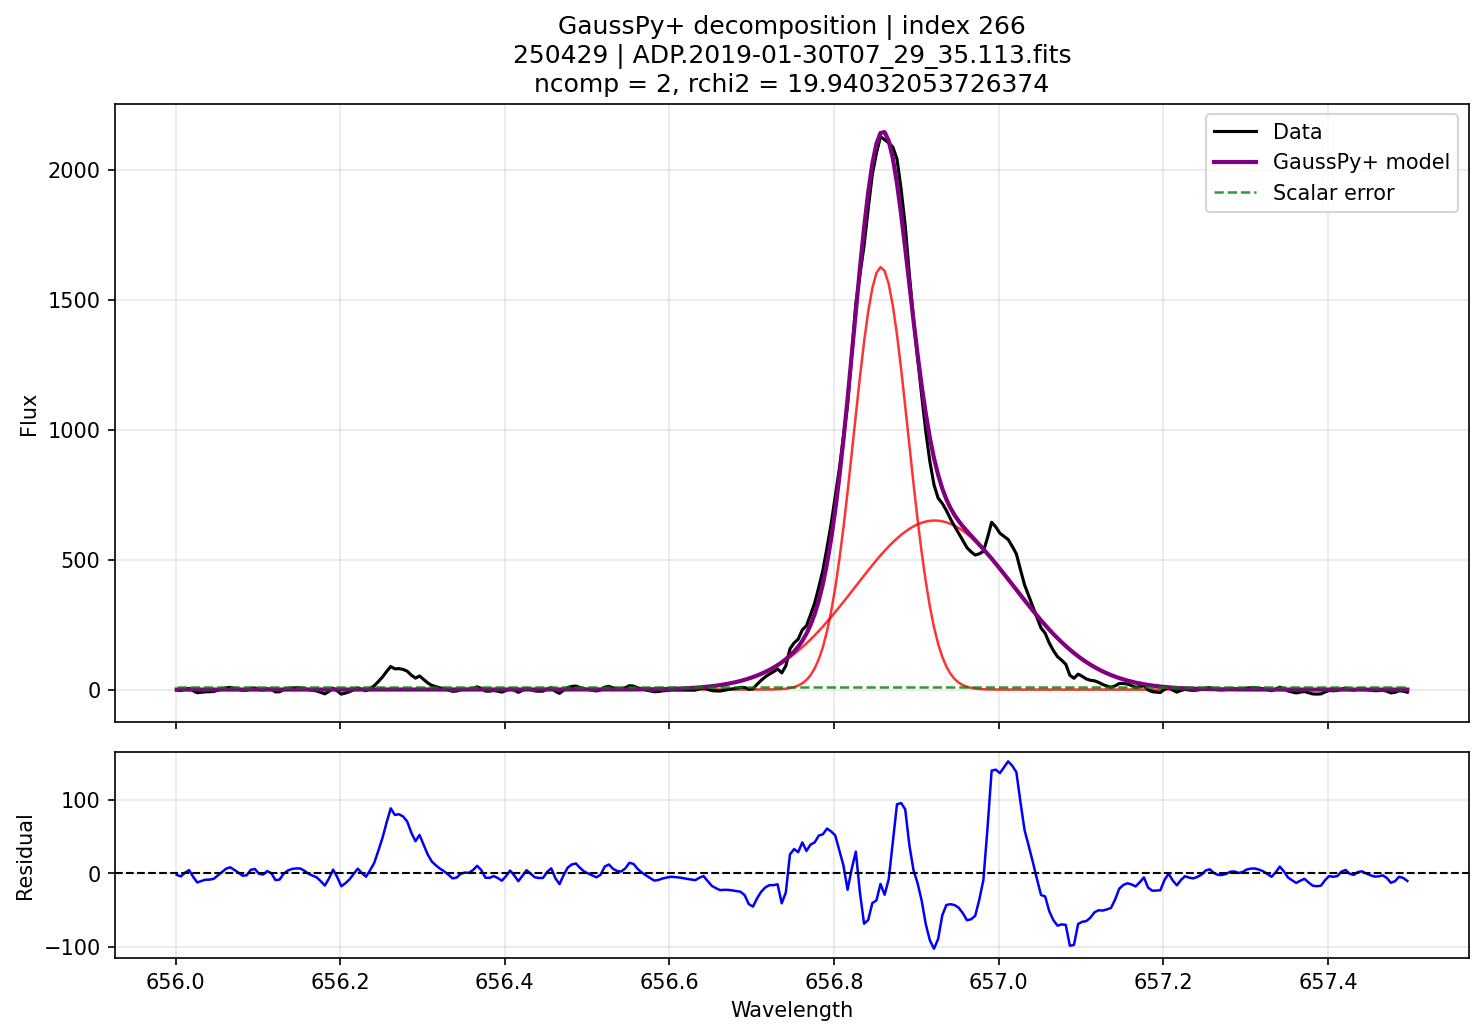 GaussPy+ decomposition | index 266
250429 | ADP.2019-01-30T07_29_35.113.fits
ncomp = 2, rchi2 = 19.94032053726374
Data
GaussPy+ model
Scalar error
Flux
2000
1500
1000
500
0
Residual
100
0
−100
656.0 656.2 656.4 656.6 656.8 657.0 657.2 657.4
Wavelength